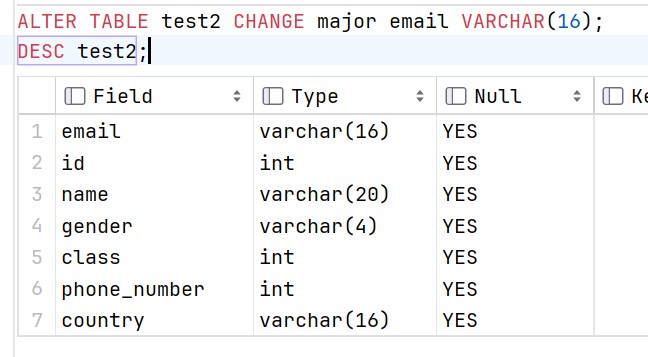 ALTER TABLE test2 CHANGE major email VARCHAR(16);
DESC test2;
Field Type Null Ke
1 email varchar(16) YES
2 id int YES
3 name varchar(20) YES
4 gender varchar(4) YES
5 class int YES
6 phone_number int YES
7 country varchar(16) YES